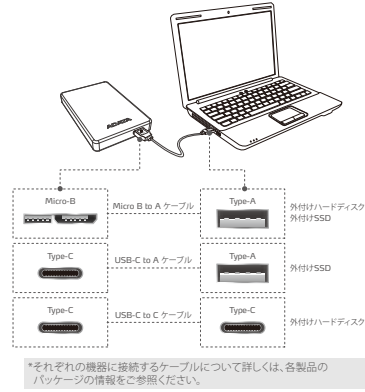 ADATA
Micro-B
Micro B to A ケーブル
Type-A
外付けハードディスク
外付けSSD
Type-C
USB-C to A ケーブル
Type-A
外付けSSD
Type-C
USB-C to C ケーブル
Type-C
外付けハードディスク
*それぞれの機器に接続するケーブルについて詳しくは、各製品の
パッケージの情報をご参照ください。